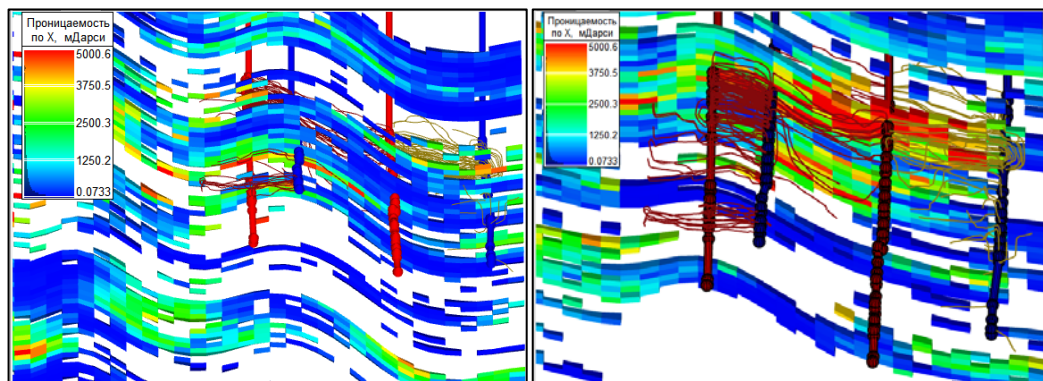 Проницаемость
по X, мДарси
5000.6
3750.5
2500.3
1250.2
0.0733
Проницаемость
по X, мДарси
5000.6
3750.5
2500.3
1250.2
0.0733